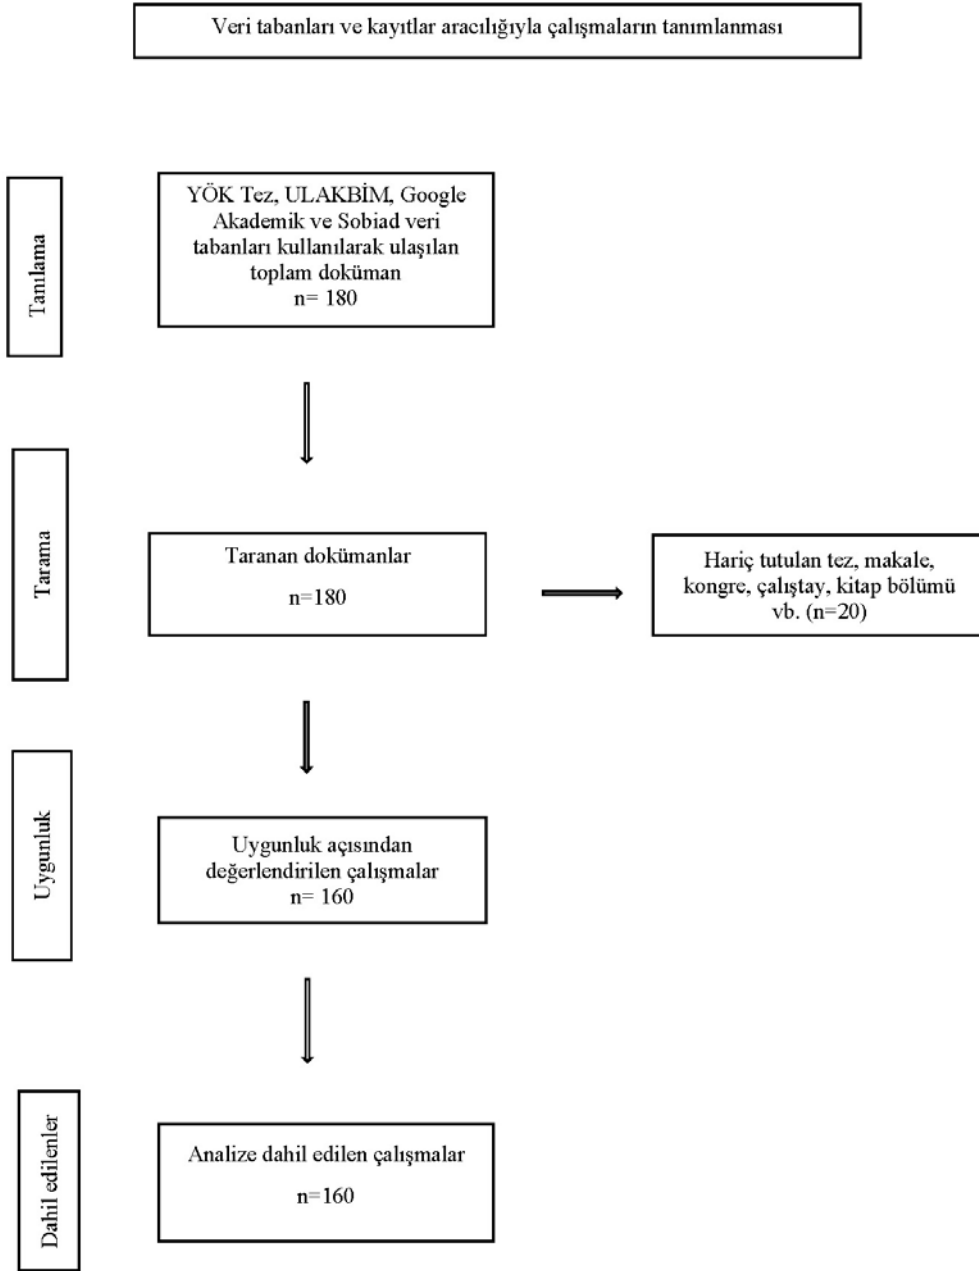 Veri tabanları ve kayıtlar aracılığıyla çalışmaların tanımlanması
Tanılama
YÖK Tez, ULAKBİM, Google
Akademik ve Sobiad veri
tabanları kullanılarak ulaşılan
toplam doküman
n= 180
Tarama
Taranan dokümanlar
n=180
Hariç tutulan tez, makale,
kongre, çalıştay, kitap bölümü
vb. (n=20)
Uygunluk
Uygunluk açısından
değerlendirilen çalışmalar
n= 160
Dahil edilenler
Analize dahil edilen çalışmalar
n=160